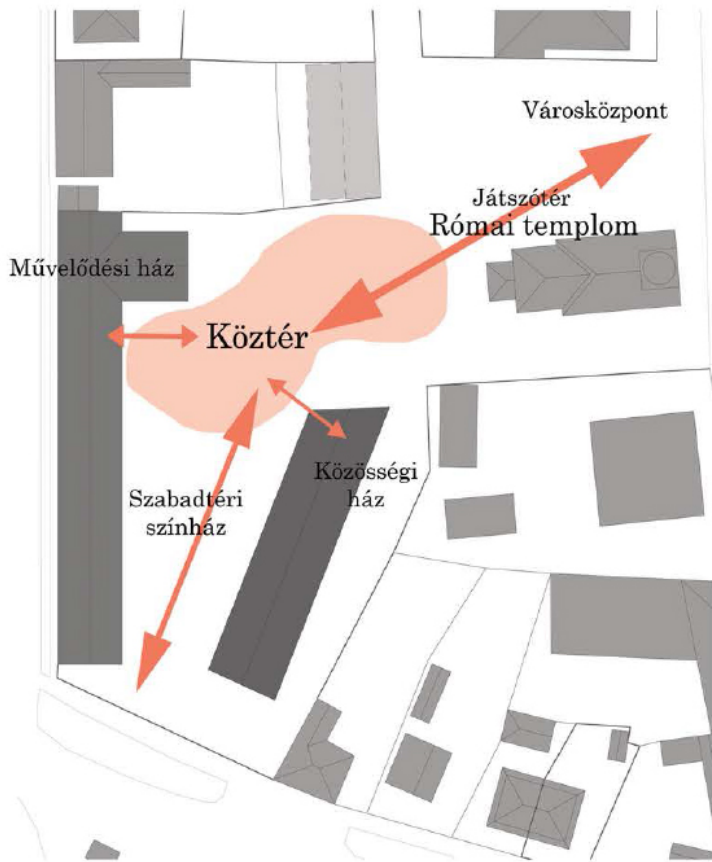 Városközpont
Játszótér
Római templom
Művelődési ház
Köztér
Közösségi
ház
Szabadtéri
színház